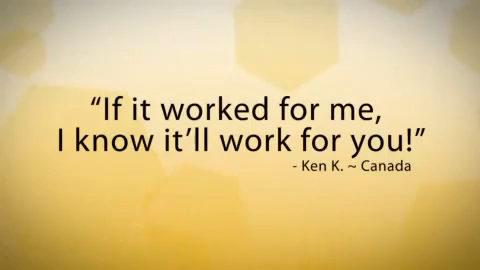 “If it worked for me,
I know it’ll work for you!”
- Ken K. ~ Canada